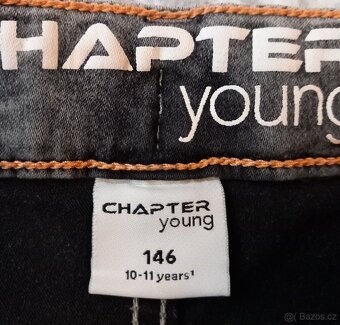 CHAPTER
young
CHAPTER
young
146
10-11 years¹
© Bazos.cz